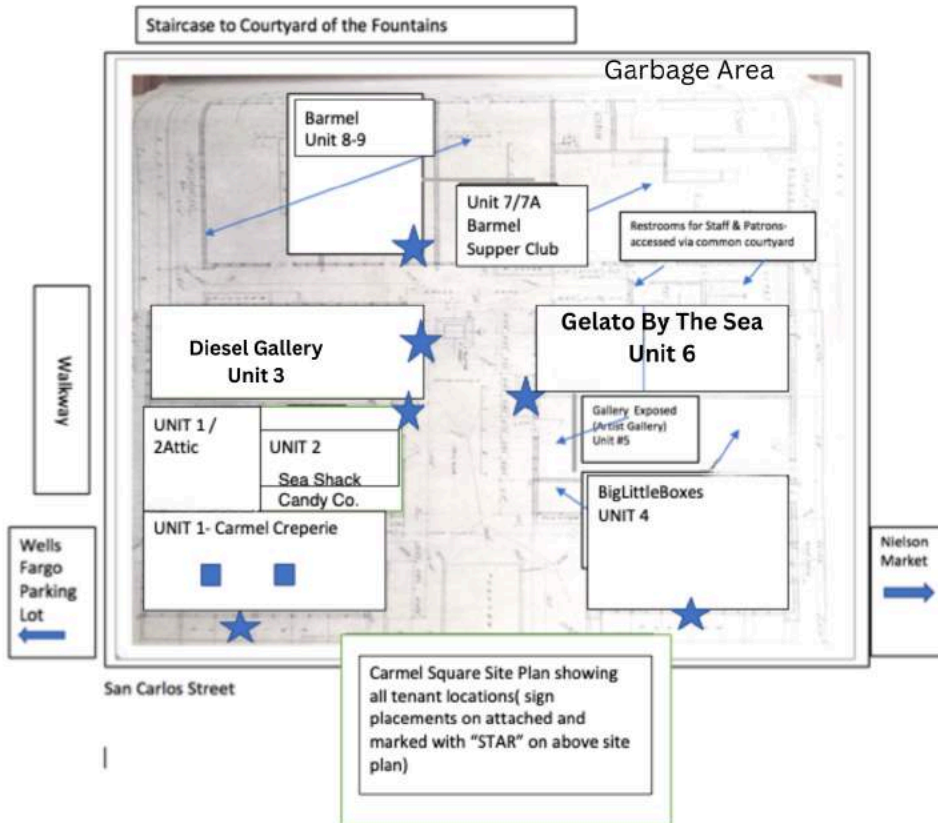 Staircase to Courtyard of the Fountains
Garbage Area
Barmel
Unit 8-9
Unit 7/7A
Barmel
Supper Club
Restrooms for Staff & Patrons-
accessed via common courtyard
Walkway
Diesel Gallery
Unit 3
Gelato By The Sea
Unit 6
UNIT 1 /
2Attic
UNIT 2
Sea Shack
Candy Co.
Gallery Exposed
(Artist Gallery)
Unit #5
BigLittleBoxes
UNIT 4
UNIT 1- Carmel Creperie
Wells
Fargo
Parking
Lot
Nielson
Market
San Carlos Street
Carmel Square Site Plan showing
all tenant locations( sign
placements on attached and
marked with “STAR” on above site
plan)